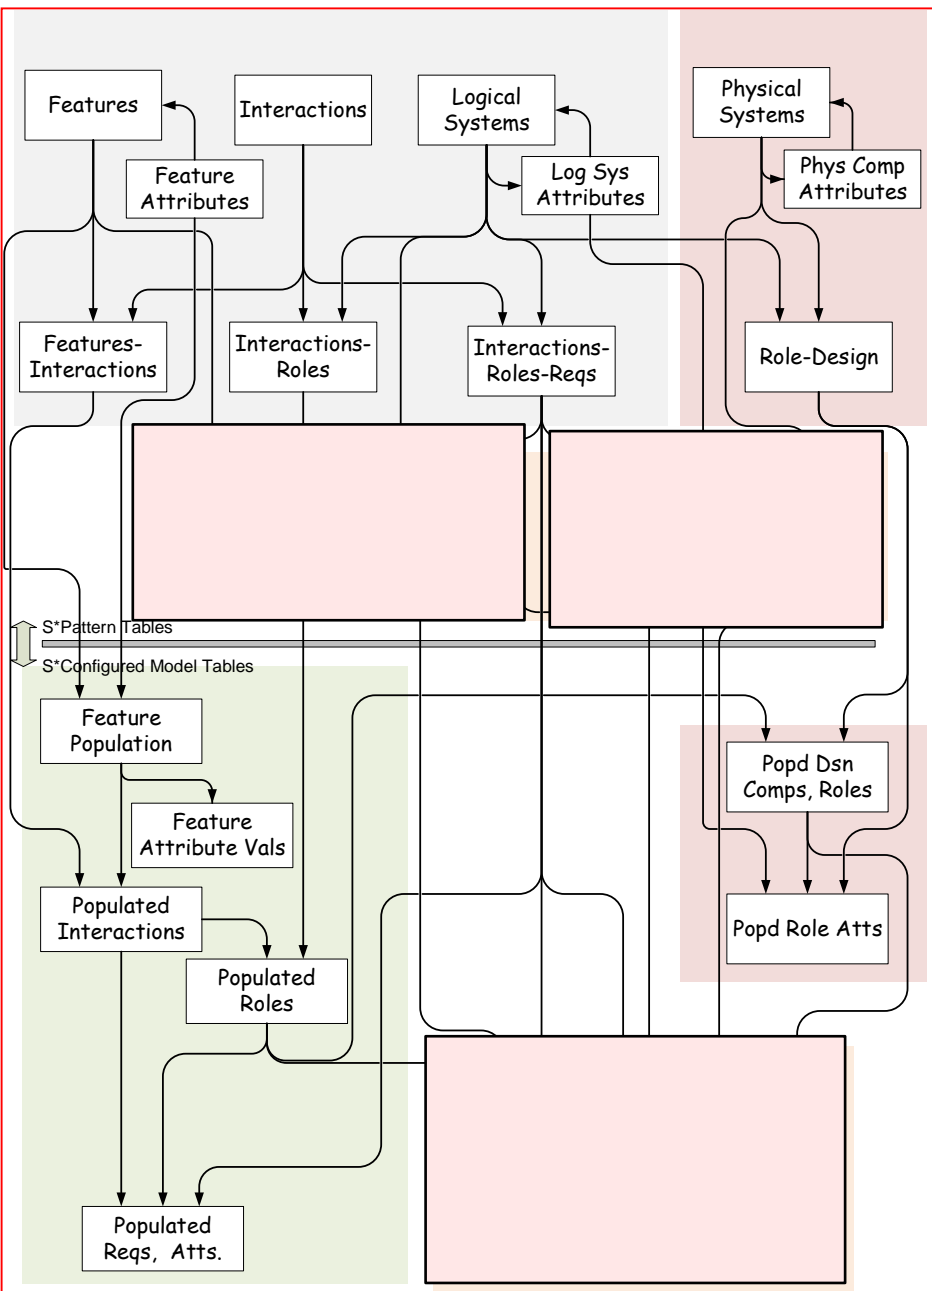 Features
Interactions
Logical
Systems
Physical
Systems
Feature
Attributes
Log Sys
Attributes
Phys Comp
Attributes
Features-
Interactions
Interactions-
Roles
Interactions-
Roles-Reqs
Role-Design
S*Pattern Tables
S*Configured Model Tables
Feature
Population
Popd Dsn
Comps, Roles
Feature
Attribute Vals
Populated
Interactions
Popd Role Atts
Populated
Roles
Populated
Reqs, Atts.